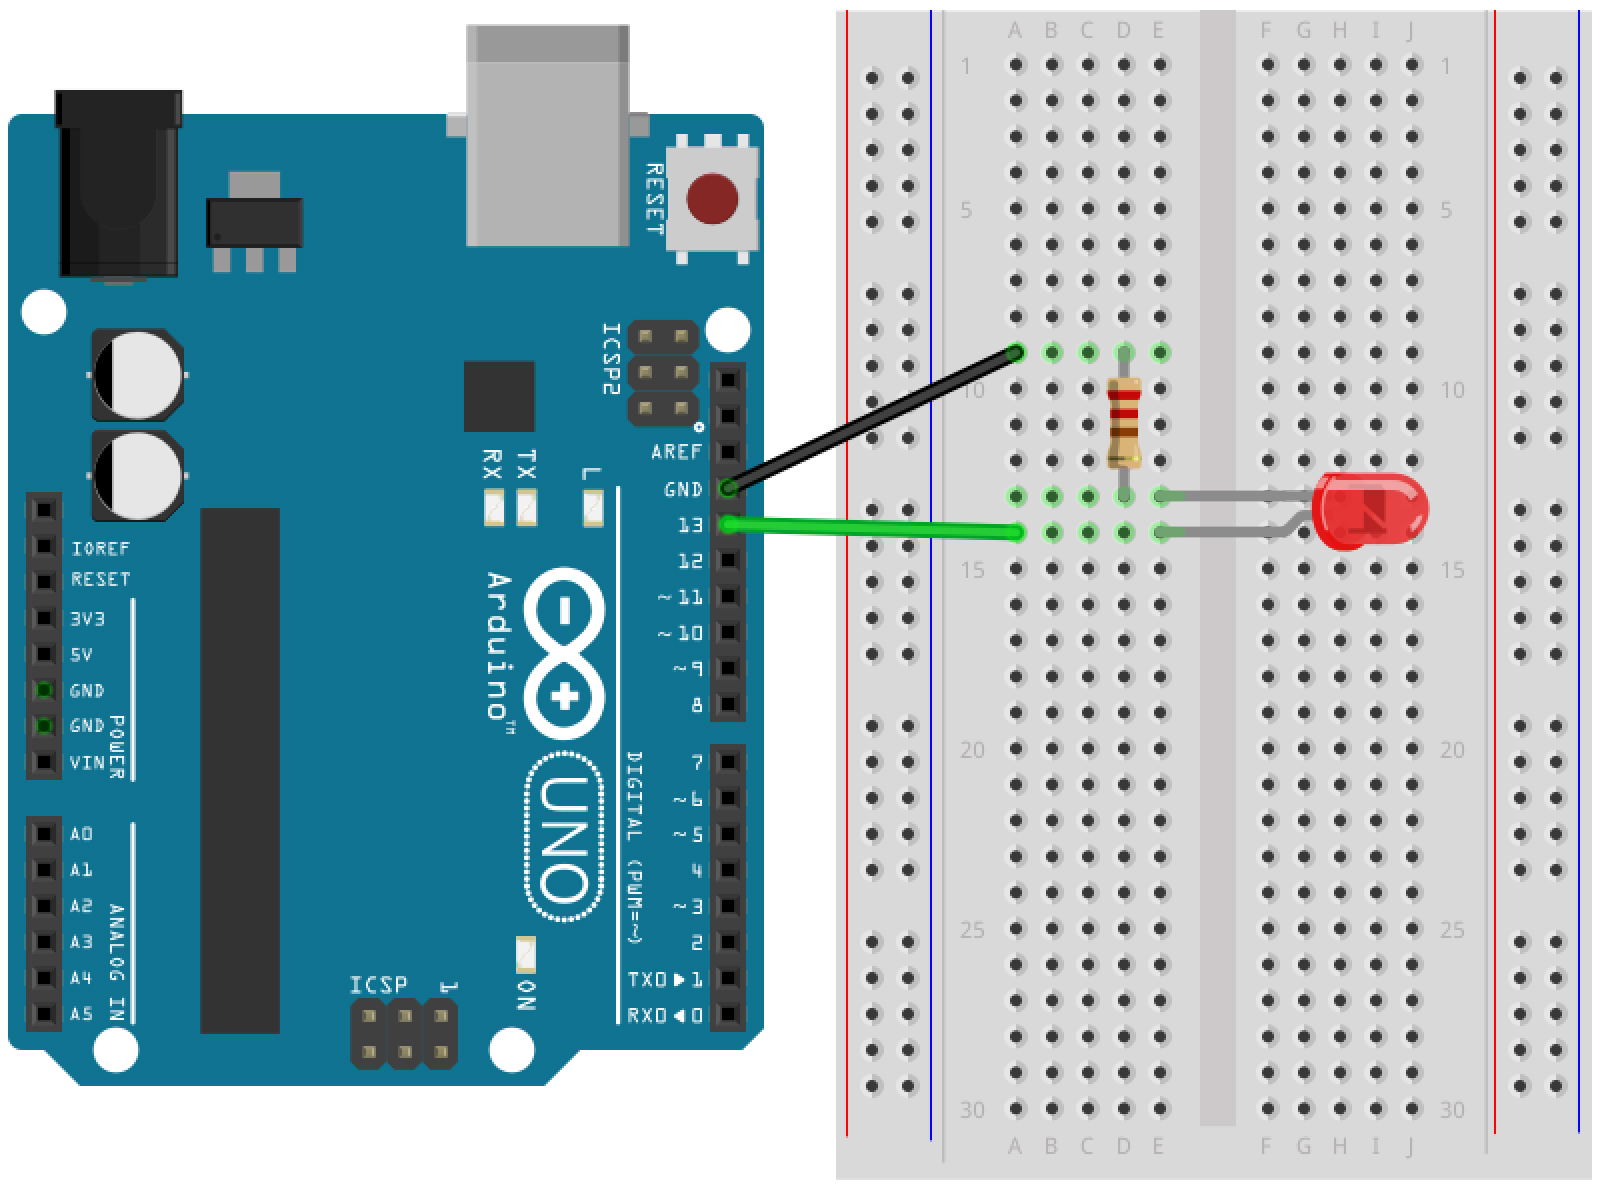 RESET
ICSP2
AREF
GND
13
12
~11
~10
~9
8
7
~6
~5
4
~3
2
TX0▶1
RX0◀0
RX
TX
L
Arduino™
UNO
DIGITAL (PWM=~)
ON
ICSP
1
IOREF
RESET
3V3
5V
GND
GND
VIN
POWER
A0
A1
A2
A3
A4
A5
ANALOG IN
A B C D E F G H I J
1 1
5 5
10 10
15 15
20 20
25 25
30 30
A B C D E F G H I J